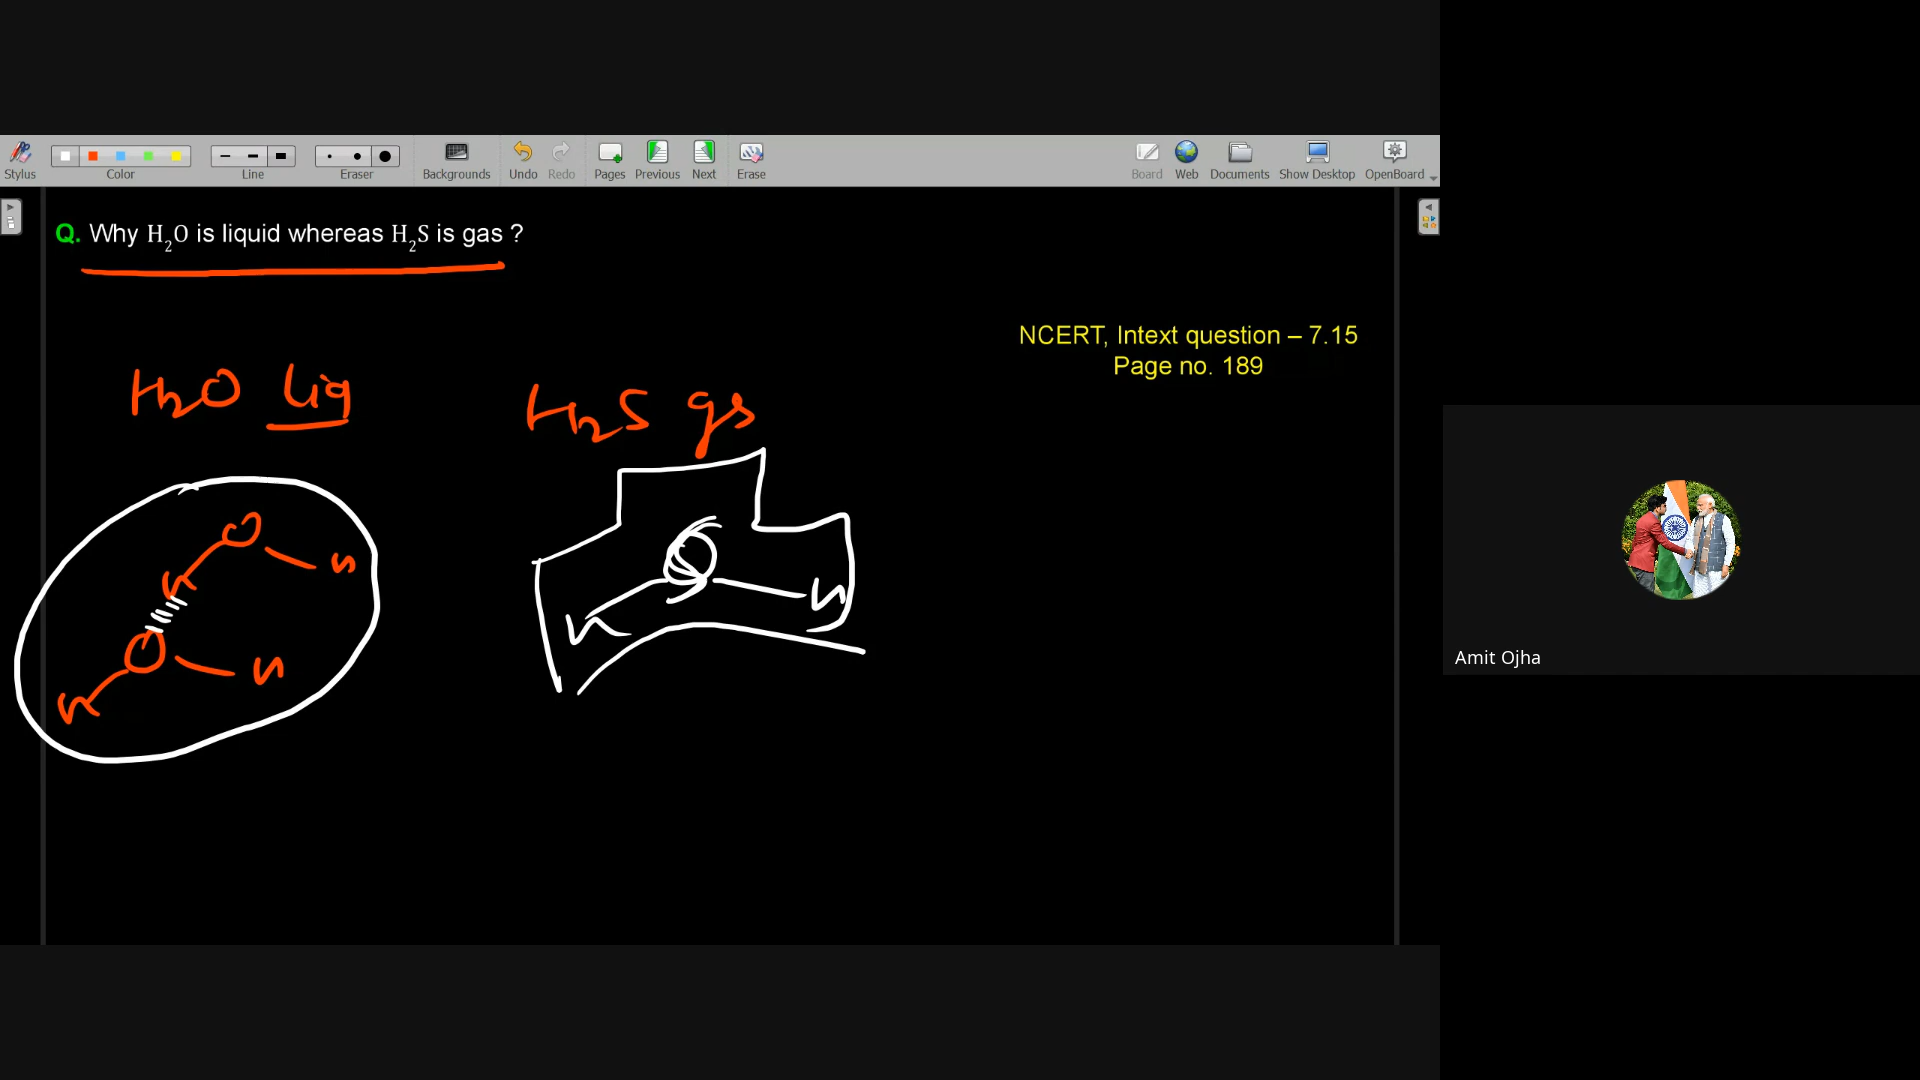 Stylus Color Line Eraser Backgrounds Undo Redo Pages Previous Next Erase Board Web Documents Show Desktop OpenBoard
Q. Why H₂O is liquid whereas H₂S is gas ?
NCERT, Intext question – 7.15
Page no. 189
H₂O liq
H₂S gs
O
H H
O H
H
S
H H
Amit Ojha